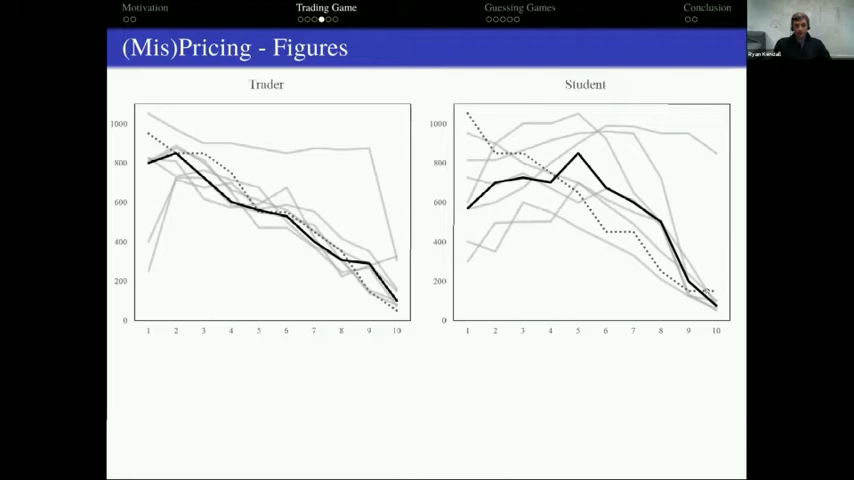 Motivation
Trading Game
Guessing Games
Conclusion
(Mis)Pricing - Figures
Trader
Student
1000
800
600
400
200
0
1 2 3 4 5 6 7 8 9 10
1000
800
600
400
200
0
1 2 3 4 5 6 7 8 9 10
Ryan Kendall